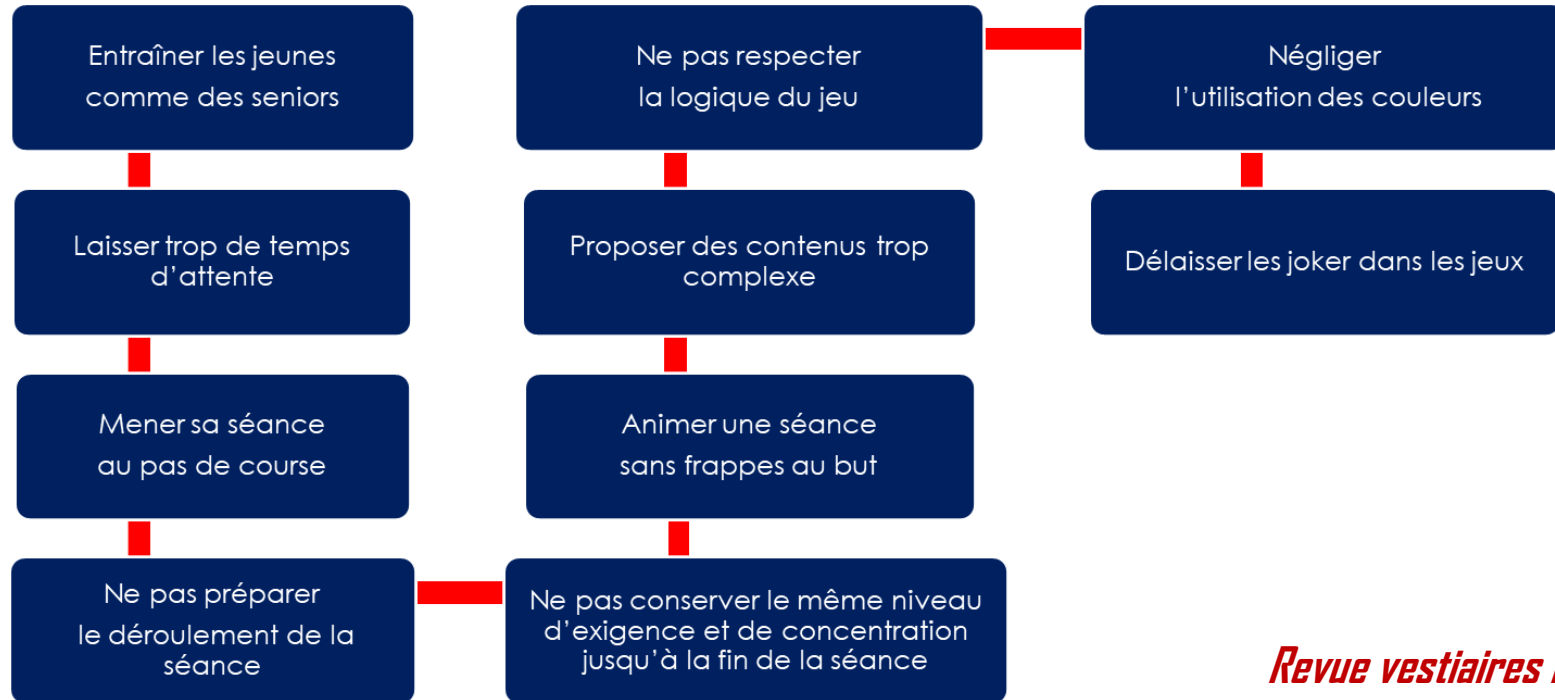 Entraîner les jeunes
comme des seniors
Laisser trop de temps
d'attente
Mener sa séance
au pas de course
Ne pas préparer
le déroulement de la
séance
Ne pas conserver le même niveau
d'exigence et de concentration
jusqu'à la fin de la séance
Animer une séance
sans frappes au but
Proposer des contenus trop
complexe
Ne pas respecter
la logique du jeu
Négliger
l'utilisation des couleurs
Délaisser les joker dans les jeux
Revue vestiaires